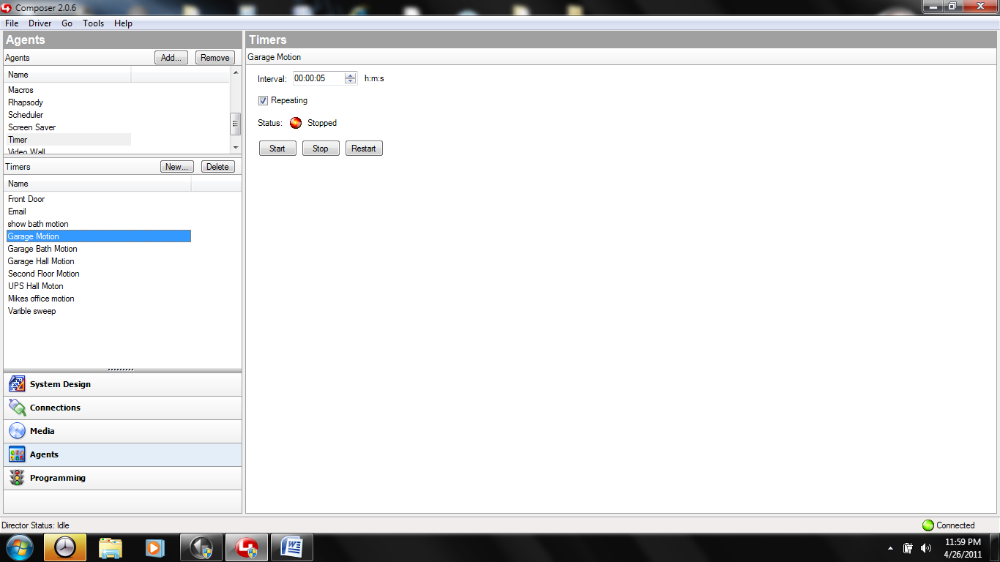 Composer 2.0.6
File Driver Go Tools Help
Agents
Agents Add... Remove
Name
Macros
Rhapsody
Scheduler
Screen Saver
Timer
Video Wall
Timers New... Delete
Name
Front Door
Email
show bath motion
Garage Motion
Garage Bath Motion
Garage Hall Motion
Second Floor Motion
UPS Hall Moton
Mikes office motion
Varible sweep
System Design
Connections
Media
Agents
Programming
Timers
Garage Motion
Interval: 00:00:05 h:m:s
Repeating
Status: Stopped
Start Stop Restart
Director Status: Idle
Connected
11:59 PM
4/26/2011